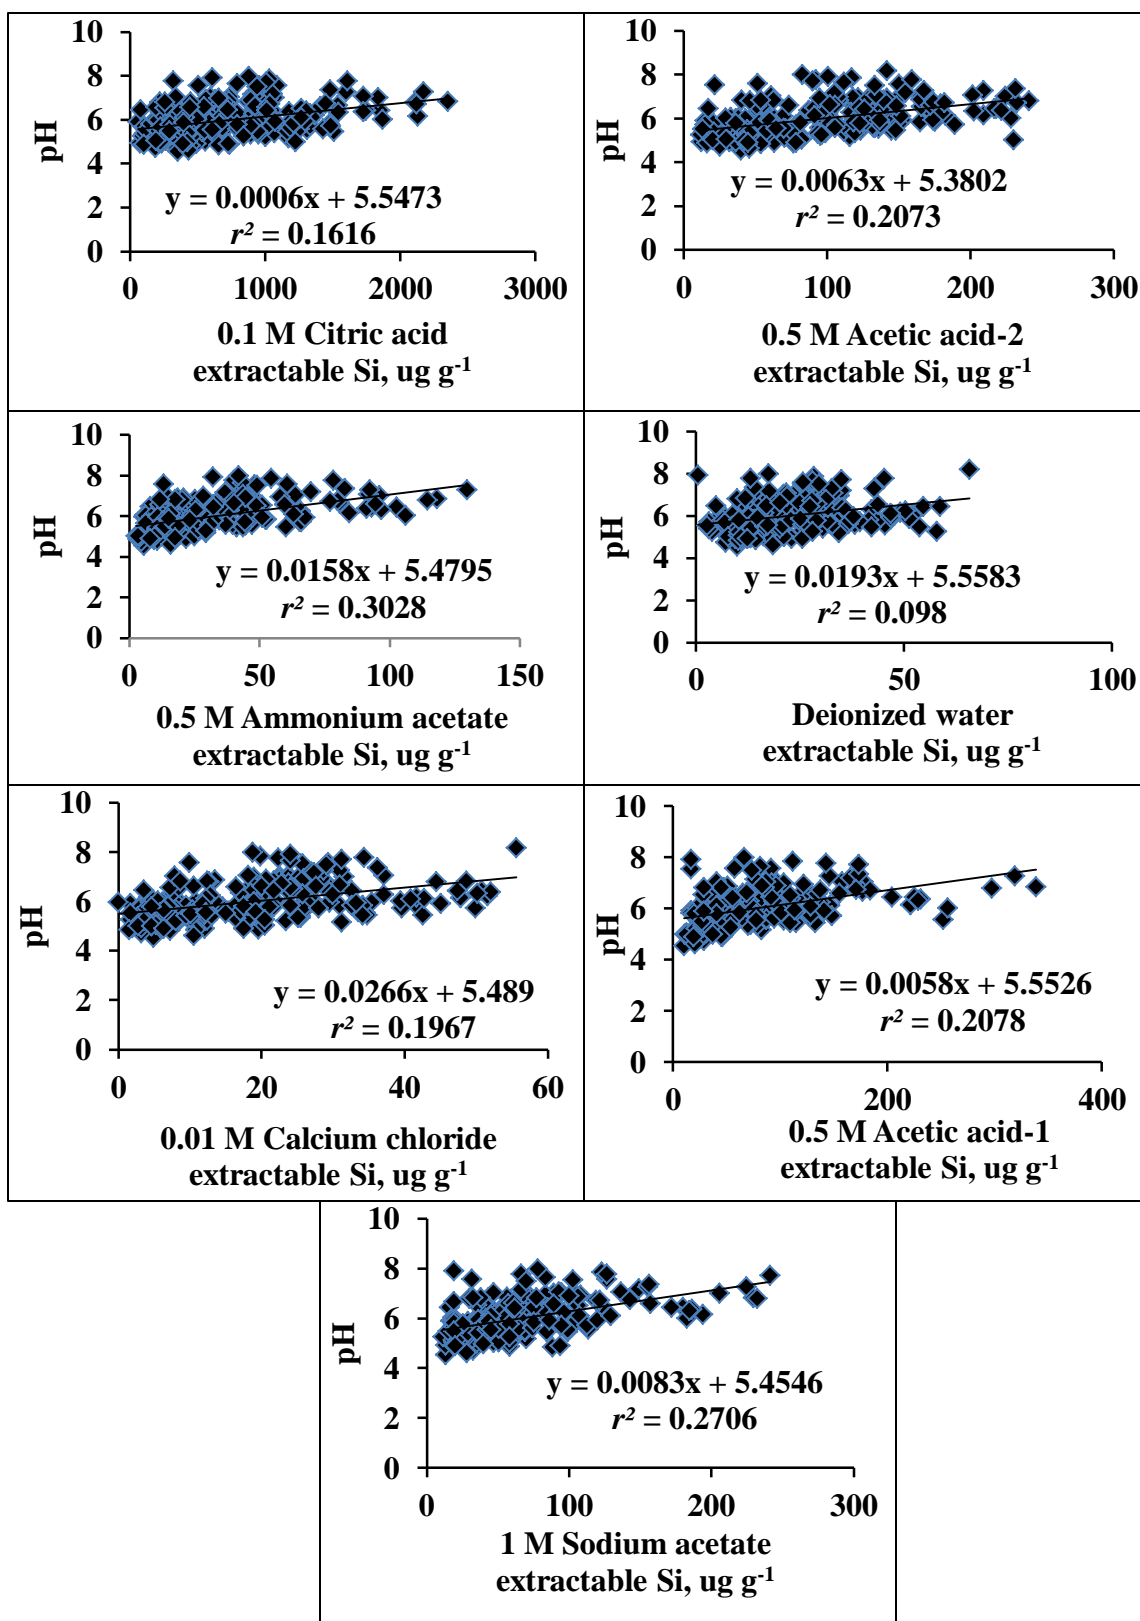 10
8
6
4
2
0
pH
y = 0.0006x + 5.5473
r² = 0.1616
0 1000 2000 3000
0.1 M Citric acid
extractable Si, ug g⁻¹
10
8
6
4
2
0
pH
y = 0.0063x + 5.3802
r² = 0.2073
0 100 200 300
0.5 M Acetic acid-2
extractable Si, ug g⁻¹
10
8
6
4
2
0
pH
y = 0.0158x + 5.4795
r² = 0.3028
0 50 100 150
0.5 M Ammonium acetate
extractable Si, ug g⁻¹
10
8
6
4
2
0
pH
y = 0.0193x + 5.5583
r² = 0.098
0 50 100
Deionized water
extractable Si, ug g⁻¹
10
8
6
4
2
0
pH
y = 0.0266x + 5.489
r² = 0.1967
0 20 40 60
0.01 M Calcium chloride
extractable Si, ug g⁻¹
10
8
6
4
2
0
pH
y = 0.0058x + 5.5526
r² = 0.2078
0 200 400
0.5 M Acetic acid-1
extractable Si, ug g⁻¹
10
8
6
4
2
0
pH
y = 0.0083x + 5.4546
r² = 0.2706
0 100 200 300
1 M Sodium acetate
extractable Si, ug g⁻¹